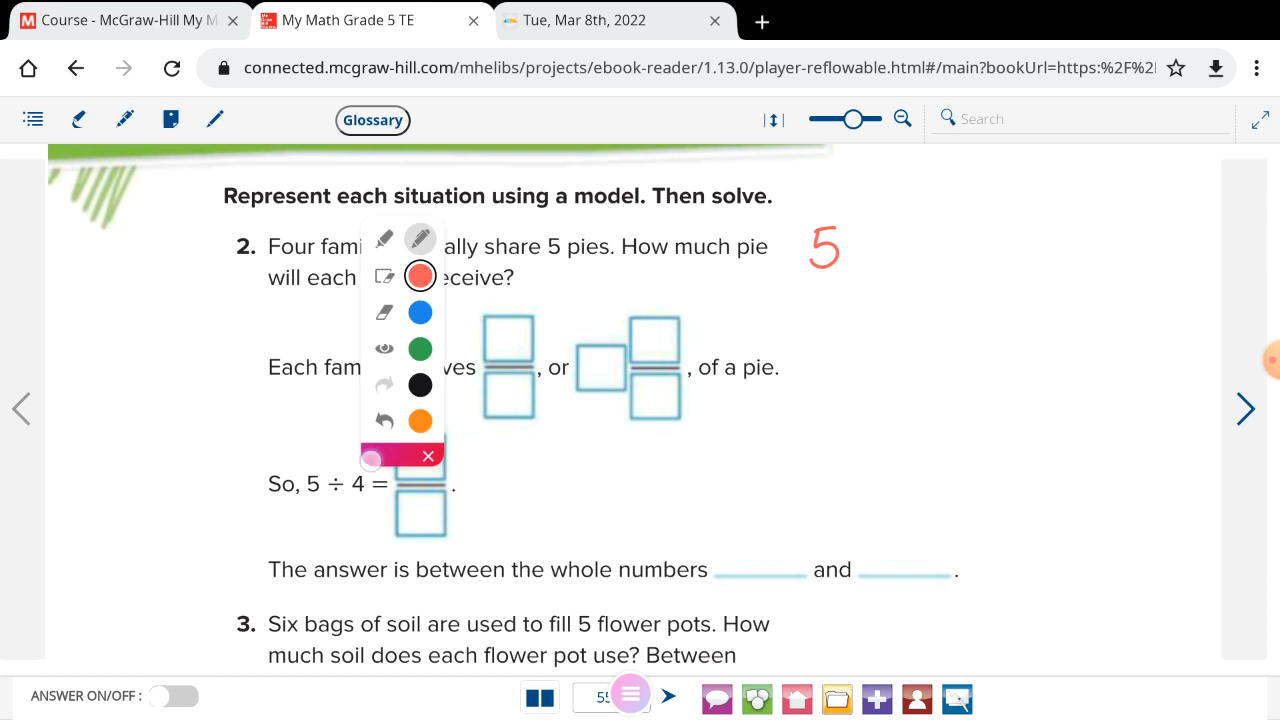 Course - McGraw-Hill My M
My Math Grade 5 TE
Tue, Mar 8th, 2022
connected.mcgraw-hill.com/mhelibs/projects/ebook-reader/1.13.0/player-reflowable.html#/main?bookUrl=https:%2F%2
Glossary
Search
Represent each situation using a model. Then solve.
2. Four fami ally share 5 pies. How much pie
5
will each eceive?
Each fam ves , or , of a pie.
So, 5 ÷ 4 = .
The answer is between the whole numbers and .
3. Six bags of soil are used to fill 5 flower pots. How
much soil does each flower pot use? Between
ANSWER ON/OFF :